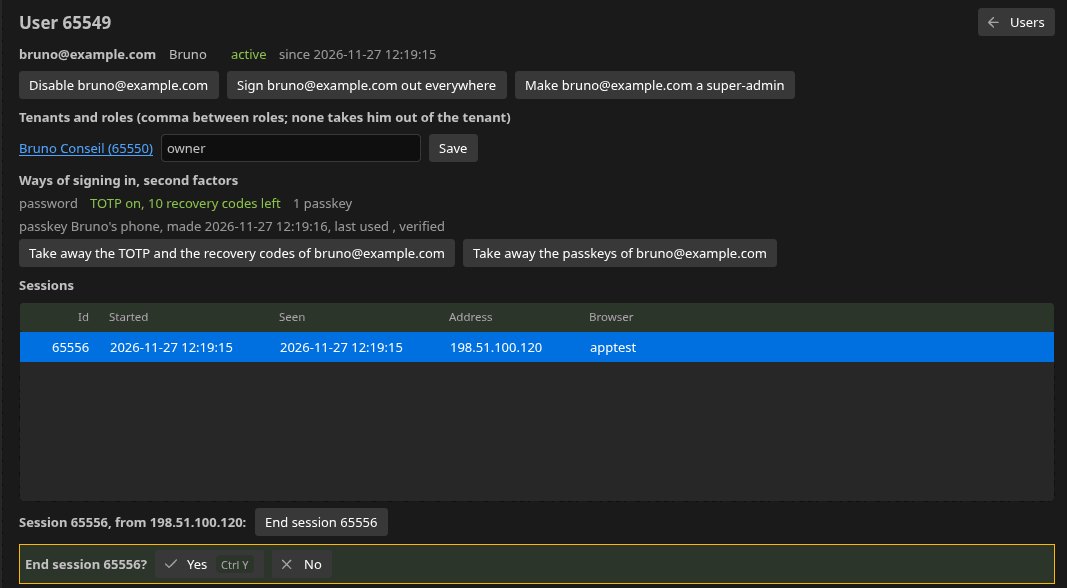 User 65549
Users
bruno@example.com Bruno active since 2026-11-27 12:19:15
Disable bruno@example.com Sign bruno@example.com out everywhere Make bruno@example.com a super-admin
Tenants and roles (comma between roles; none takes him out of the tenant)
Bruno Conseil (65550) owner Save
Ways of signing in, second factors
password TOTP on, 10 recovery codes left 1 passkey
passkey Bruno's phone, made 2026-11-27 12:19:16, last used , verified
Take away the TOTP and the recovery codes of bruno@example.com Take away the passkeys of bruno@example.com
Sessions
Id Started Seen Address Browser
65556 2026-11-27 12:19:15 2026-11-27 12:19:15 198.51.100.120 apptest
Session 65556, from 198.51.100.120: End session 65556
End session 65556? Yes Ctrl Y No